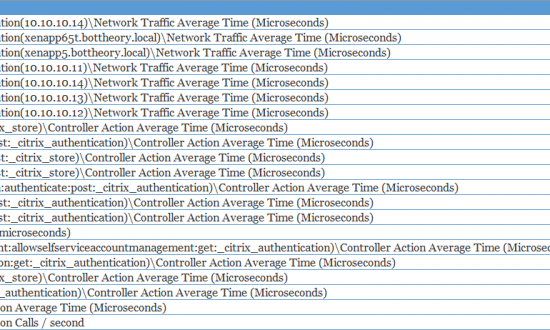 tion(10.10.10.14)\Network Traffic Average Time (Microseconds)
tion(xenapp65t.bottheory.local)\Network Traffic Average Time (Microseconds)
tion(xenapp5.bottheory.local)\Network Traffic Average Time (Microseconds)
tion(10.10.10.11)\Network Traffic Average Time (Microseconds)
tion(10.10.10.14)\Network Traffic Average Time (Microseconds)
tion(10.10.10.13)\Network Traffic Average Time (Microseconds)
tion(10.10.10.12)\Network Traffic Average Time (Microseconds)
ix_store)\Controller Action Average Time (Microseconds)
st:_citrix_authentication)\Controller Action Average Time (Microseconds)
st:_citrix_store)\Controller Action Average Time (Microseconds)
st:_citrix_store)\Controller Action Average Time (Microseconds)
n:authenticate:post:_citrix_authentication)\Controller Action Average Time (Microseconds)
st:_citrix_authentication)\Controller Action Average Time (Microseconds)
st:_citrix_authentication)\Controller Action Average Time (Microseconds)
microseconds)
nt:allowselfserviceaccountmanagement:get:_citrix_authentication)\Controller Action Average Time (Microsec
on:get:_citrix_authentication)\Controller Action Average Time (Microseconds)
ix_store)\Controller Action Average Time (Microseconds)
_authentication)\Controller Action Average Time (Microseconds)
ion Average Time (Microseconds)
on Calls / second